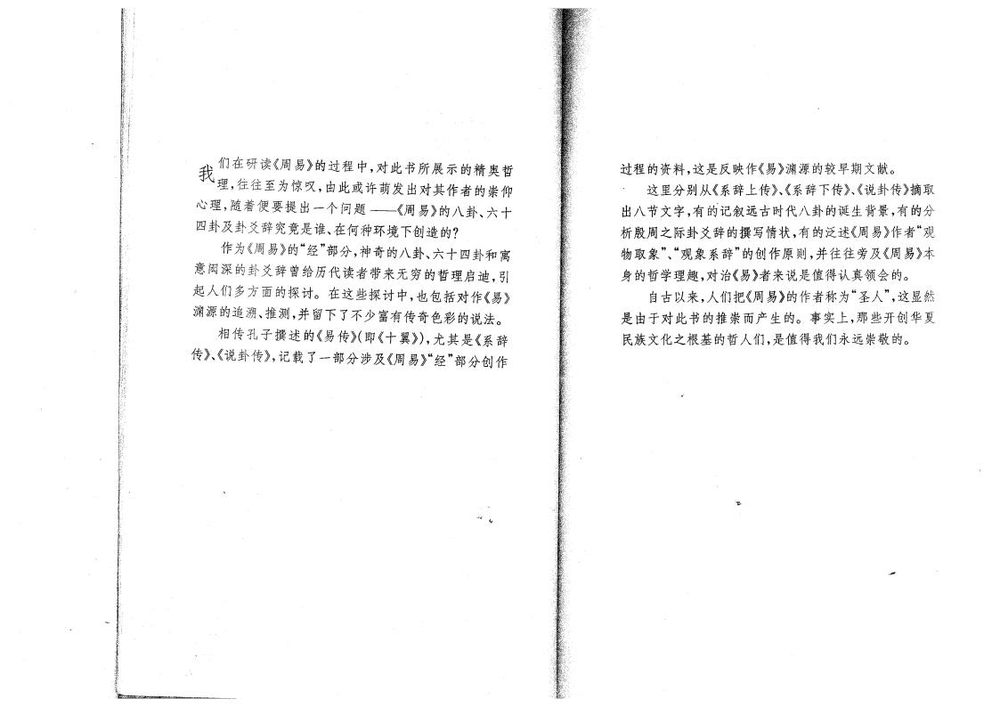 我们在研读《周易》的过程中,对此书所展示的精奥哲
理,往往至为惊叹,由此或许萌发出对其作者的崇仰
心理,随着便要提出一个问题——《周易》的八卦、六十
四卦及卦爻辞究竟是谁、在何种环境下创造的?
作为《周易》的“经”部分,神奇的八卦、六十四卦和寓
意闳深的卦爻辞曾给历代读者带来无穷的哲理启迪,引
起人们多方面的探讨。在这些探讨中,也包括对作《易》
渊源的追溯、推测,并留下了不少富有传奇色彩的说法。
相传孔子撰述的《易传》(即《十翼》),尤其是《系辞
传》、《说卦传》,记载了一部分涉及《周易》“经”部分创作
过程的资料,这是反映作《易》渊源的较早期文献。
这里分别从《系辞上传》、《系辞下传》、《说卦传》摘取
出八节文字,有的记叙远古时代八卦的诞生背景,有的分
析殷周之际卦爻辞的撰写情状,有的泛述《周易》作者“观
物取象”、“观象系辞”的创作原则,并往往旁及《周易》本
身的哲学理趣,对治《易》者来说是值得认真领会的。
自古以来,人们把《周易》的作者称为“圣人”,这显然
是由于对此书的推崇而产生的。事实上,那些开创华夏
民族文化之根基的哲人们,是值得我们永远崇敬的。